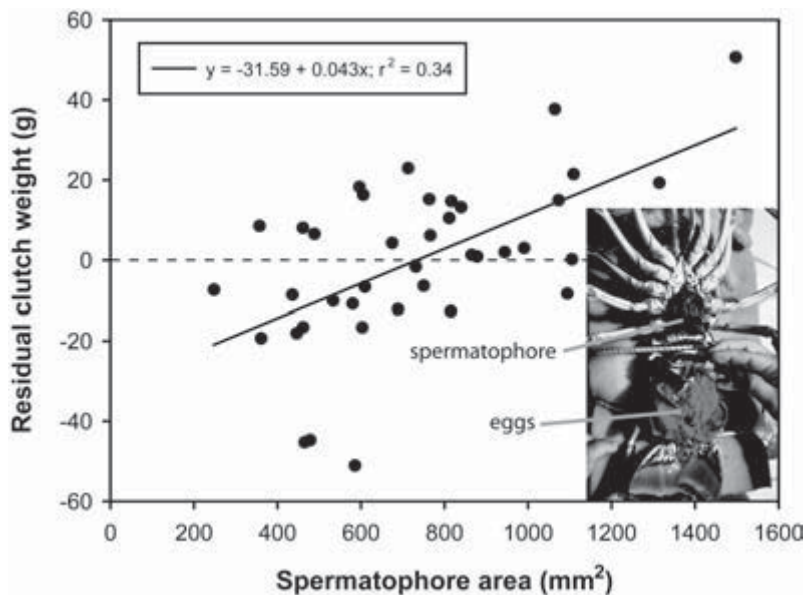 y = -31.59 + 0.043x; r² = 0.34
Residual clutch weight (g)
60
40
20
0
-20
-40
-60
spermatophore
eggs
0 200 400 600 800 1000 1200 1400 1600
Spermatophore area (mm²)